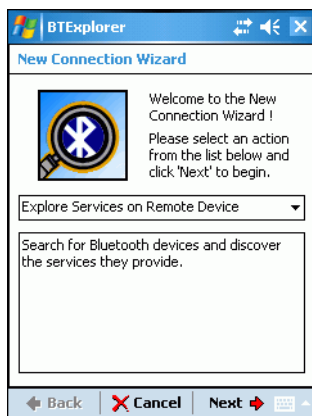 BTExplorer
New Connection Wizard
Welcome to the New
Connection Wizard !
Please select an action
from the list below and
click 'Next' to begin.
Explore Services on Remote Device
Search for Bluetooth devices and discover
the services they provide.
Back Cancel Next